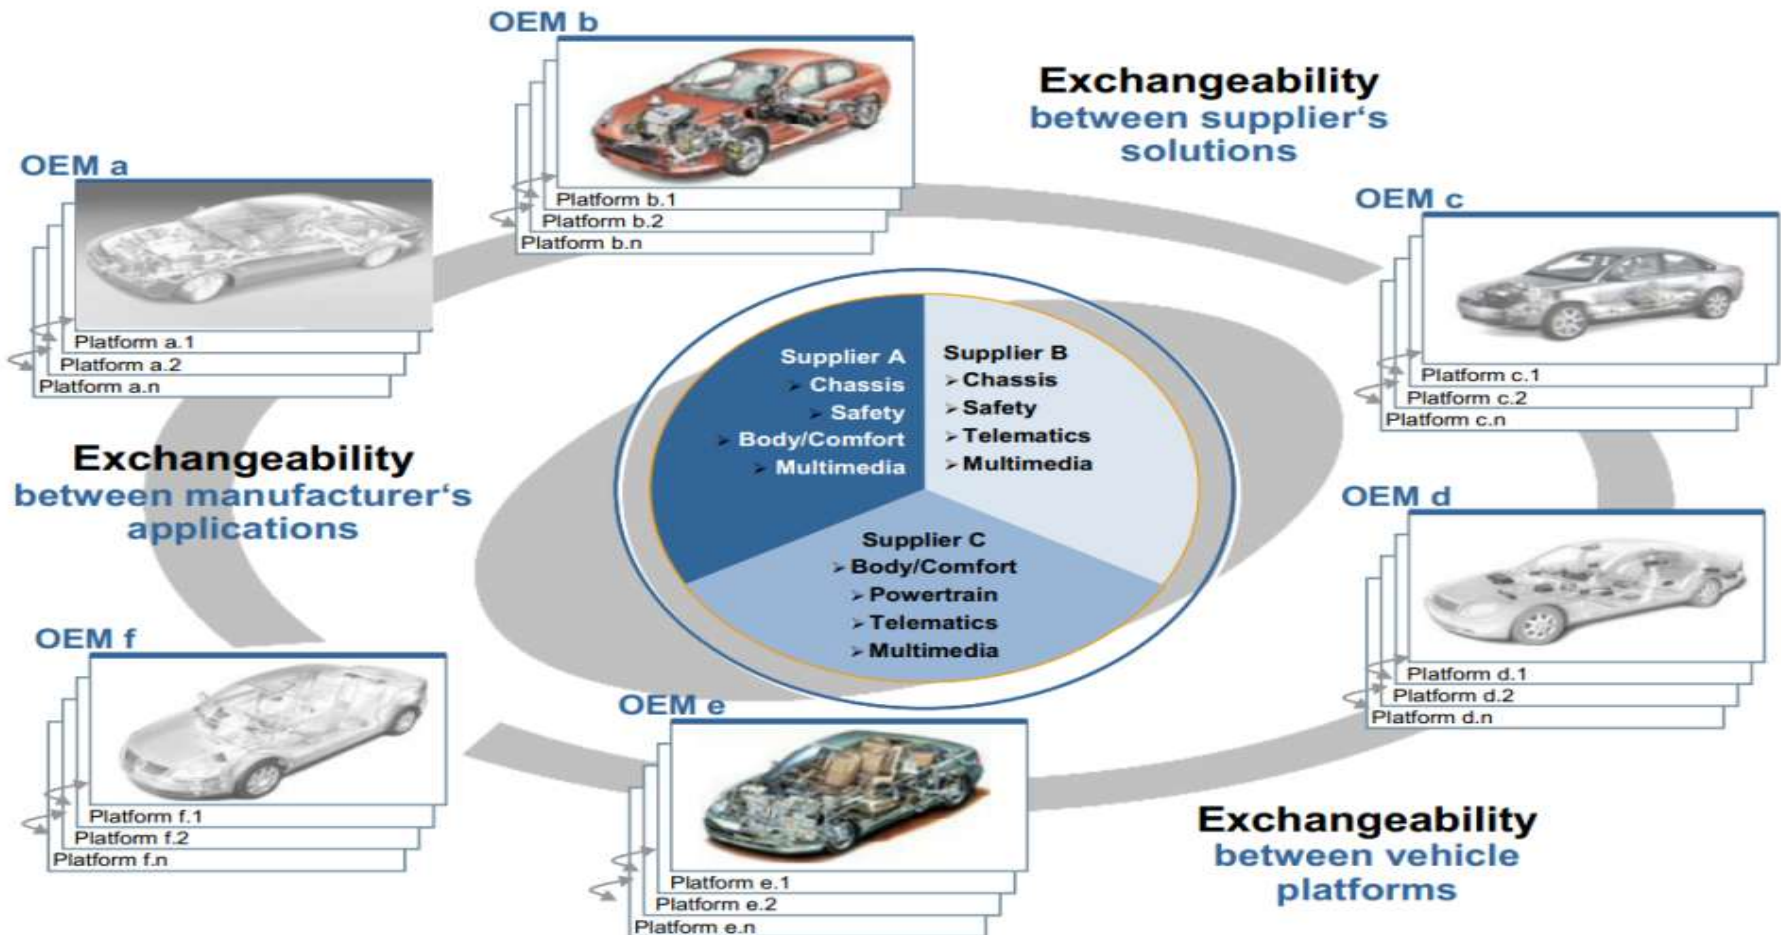 OEM b
Exchangeability
between supplier‘s
solutions
Platform b.1
Platform b.2
Platform b.n
OEM a
Platform a.1
Platform a.2
Platform a.n
OEM c
Platform c.1
Platform c.2
Platform c.n
Supplier A
➢ Chassis
➢ Safety
➢ Body/Comfort
➢ Multimedia
Supplier B
➢ Chassis
➢ Safety
➢ Telematics
➢ Multimedia
Supplier C
➢ Body/Comfort
➢ Powertrain
➢ Telematics
➢ Multimedia
Exchangeability
between manufacturer‘s
applications
OEM d
Platform d.1
Platform d.2
Platform d.n
OEM f
Platform f.1
Platform f.2
Platform f.n
OEM e
Platform e.1
Platform e.2
Platform e.n
Exchangeability
between vehicle
platforms